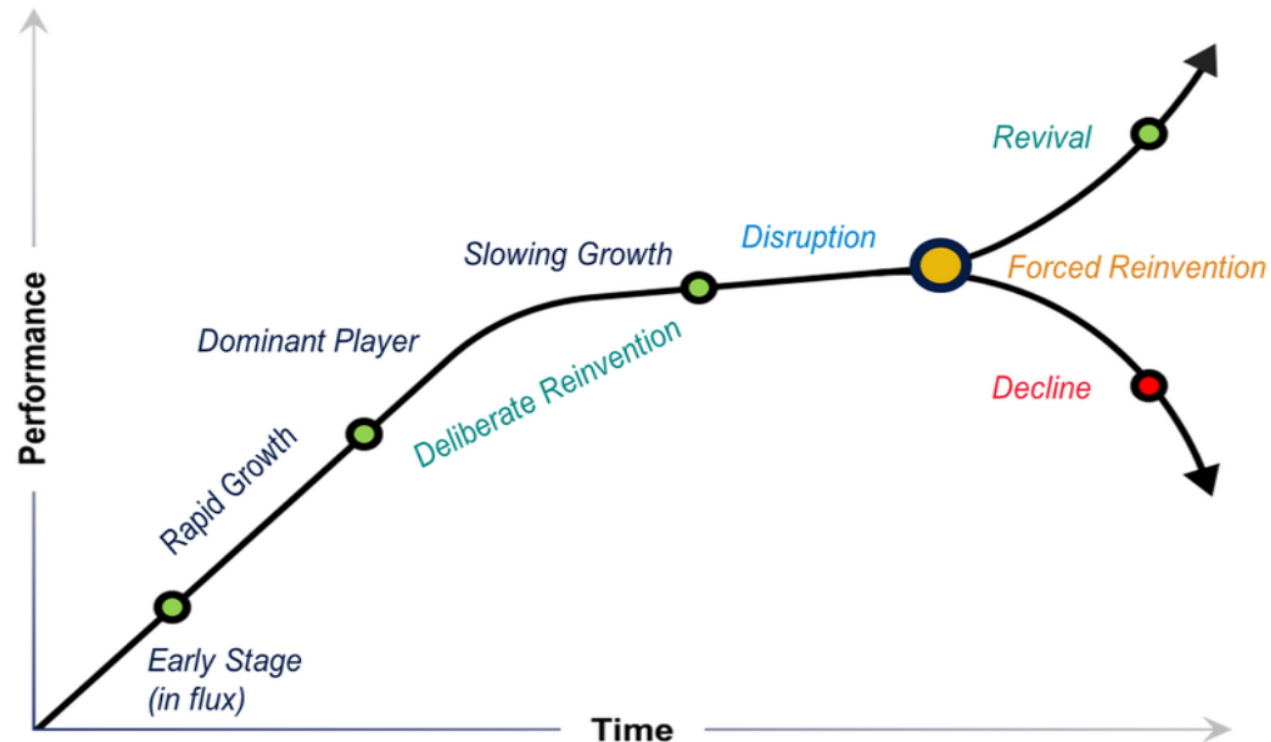 Revival
Disruption
Slowing Growth
Forced Reinvention
Dominant Player
Deliberate Reinvention
Decline
Performance
Rapid Growth
Early Stage
(in flux)
Time